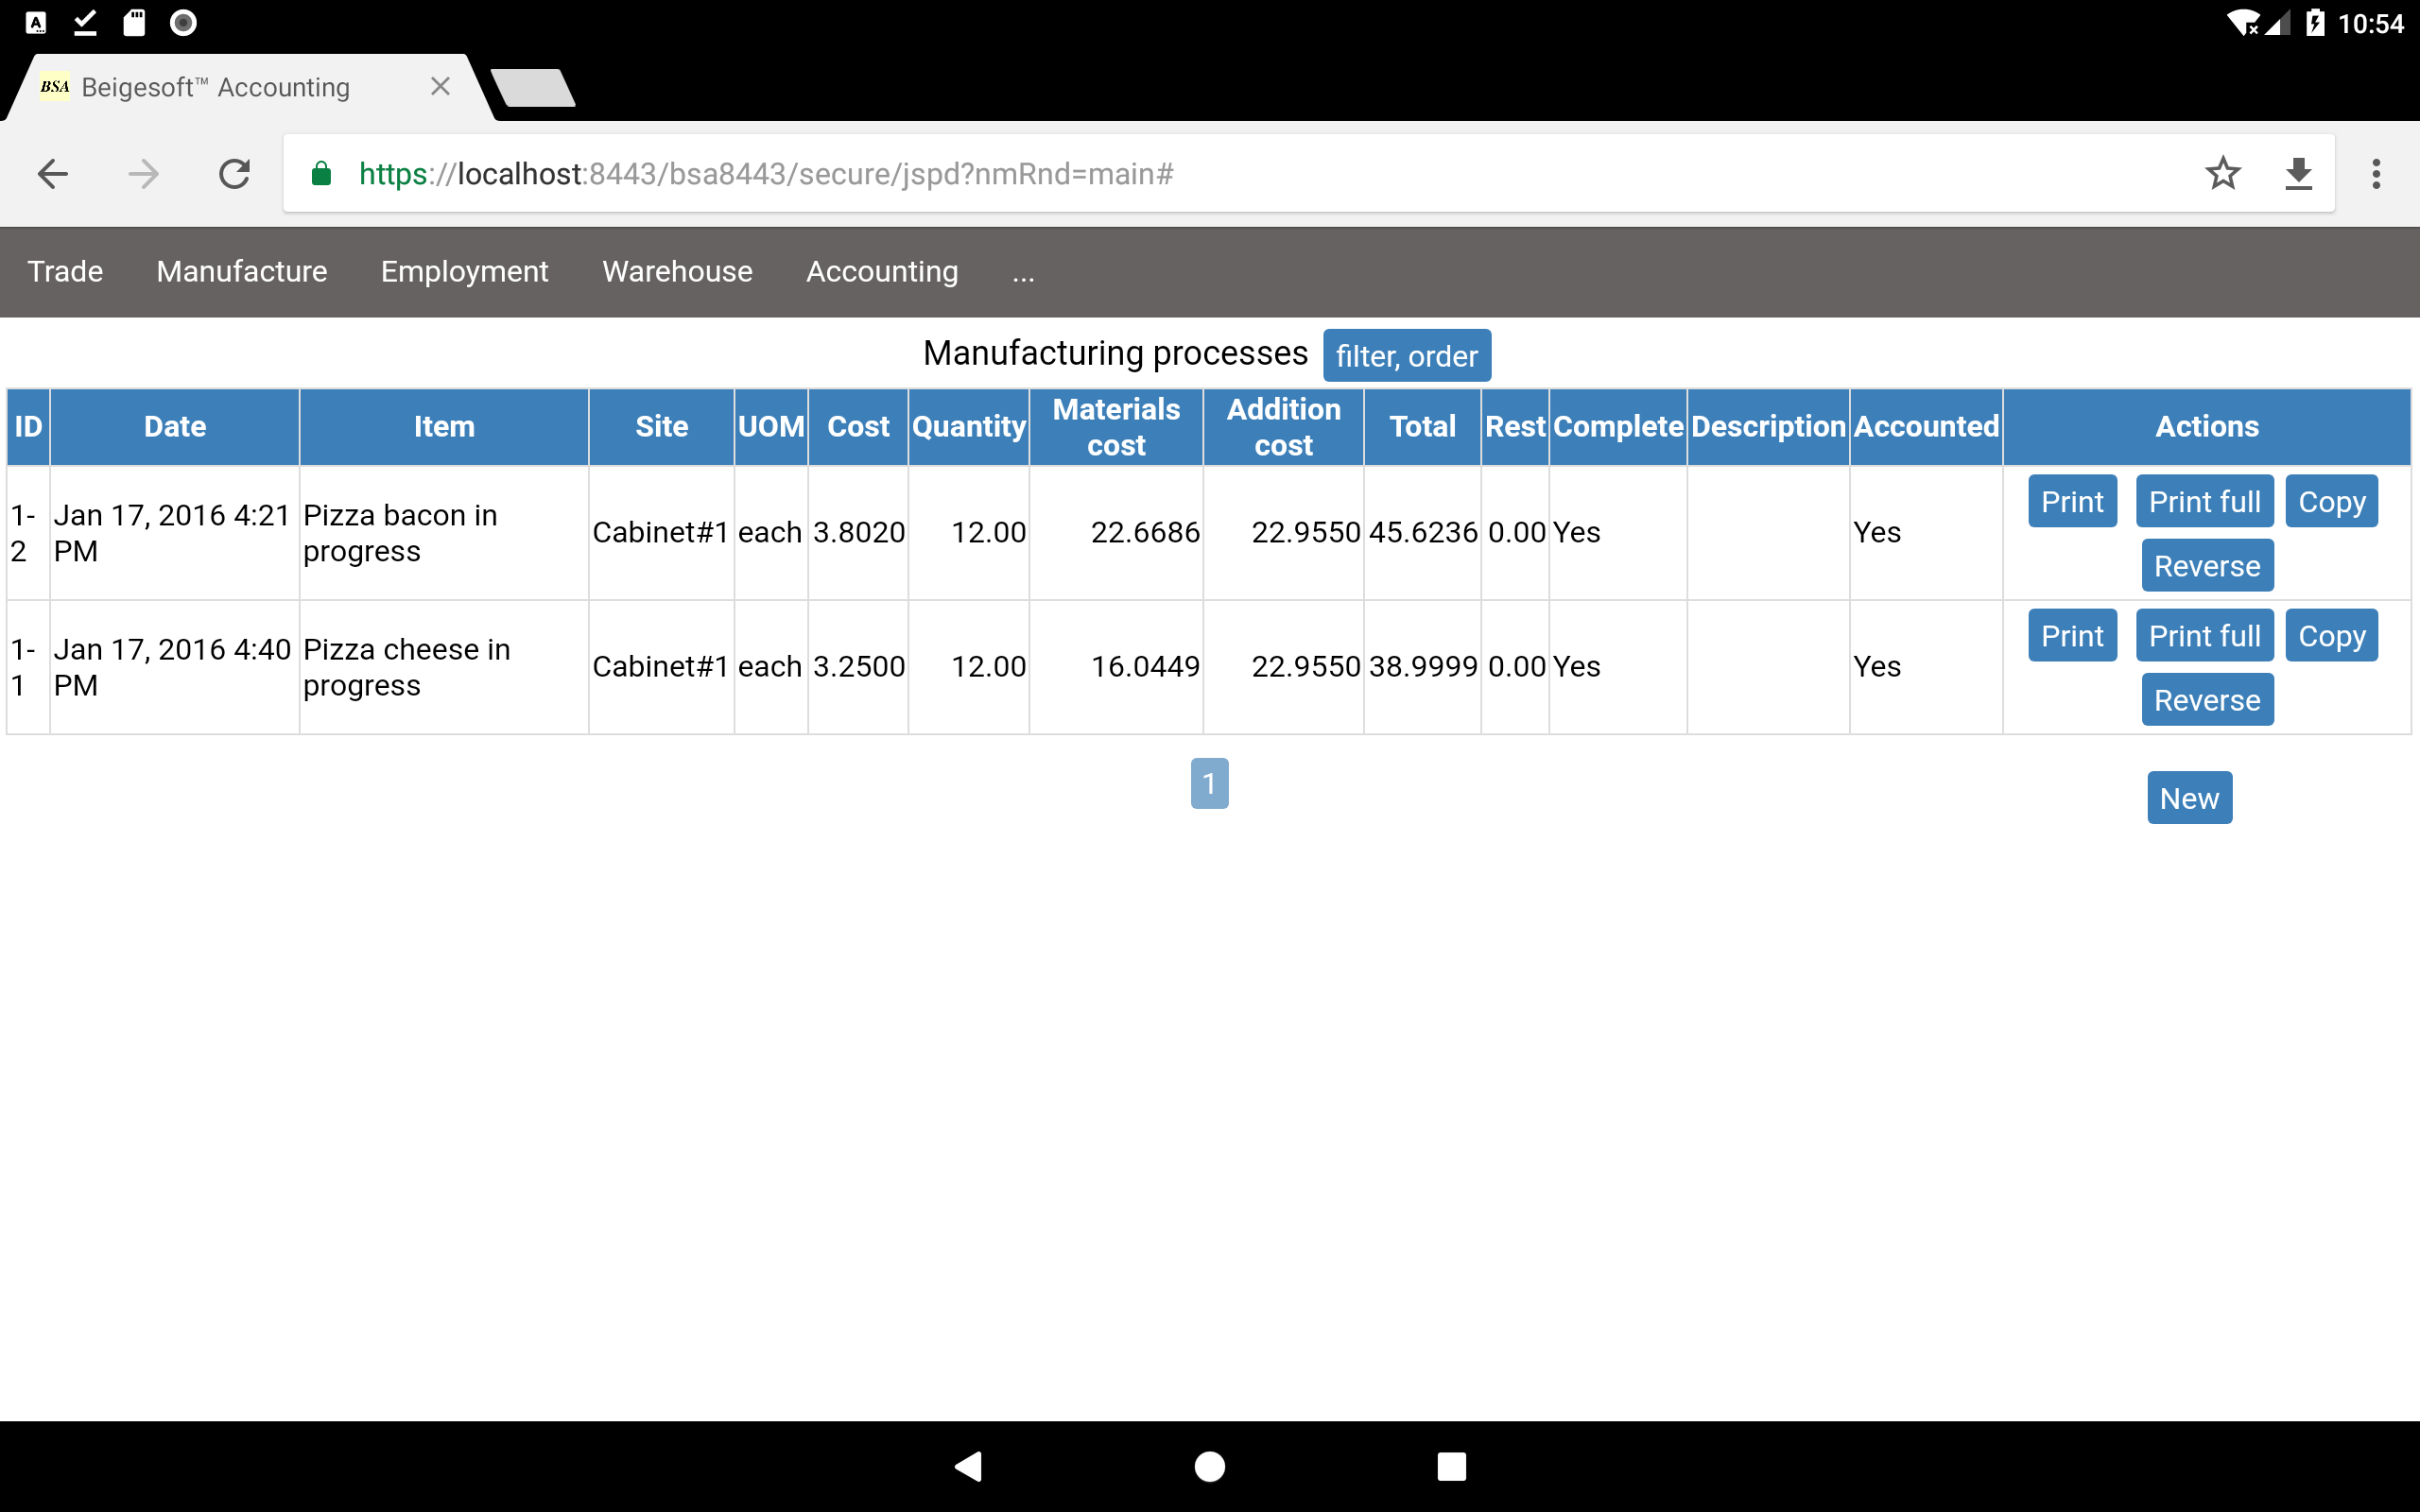 10:54
BSA Beigesoft™ Accounting
https://localhost:8443/bsa8443/secure/jspd?nmRnd=main#
Trade Manufacture Employment Warehouse Accounting ...
Manufacturing processes filter, order
ID Date Item Site UOM Cost Quantity Materials cost Addition cost Total Rest Complete Description Accounted Actions
1-2 Jan 17, 2016 4:21 PM Pizza bacon in progress Cabinet#1 each 3.8020 12.00 22.6686 22.9550 45.6236 0.00 Yes Yes Print Print full Copy
Reverse
1-1 Jan 17, 2016 4:40 PM Pizza cheese in progress Cabinet#1 each 3.2500 12.00 16.0449 22.9550 38.9999 0.00 Yes Yes Print Print full Copy
Reverse
1
New